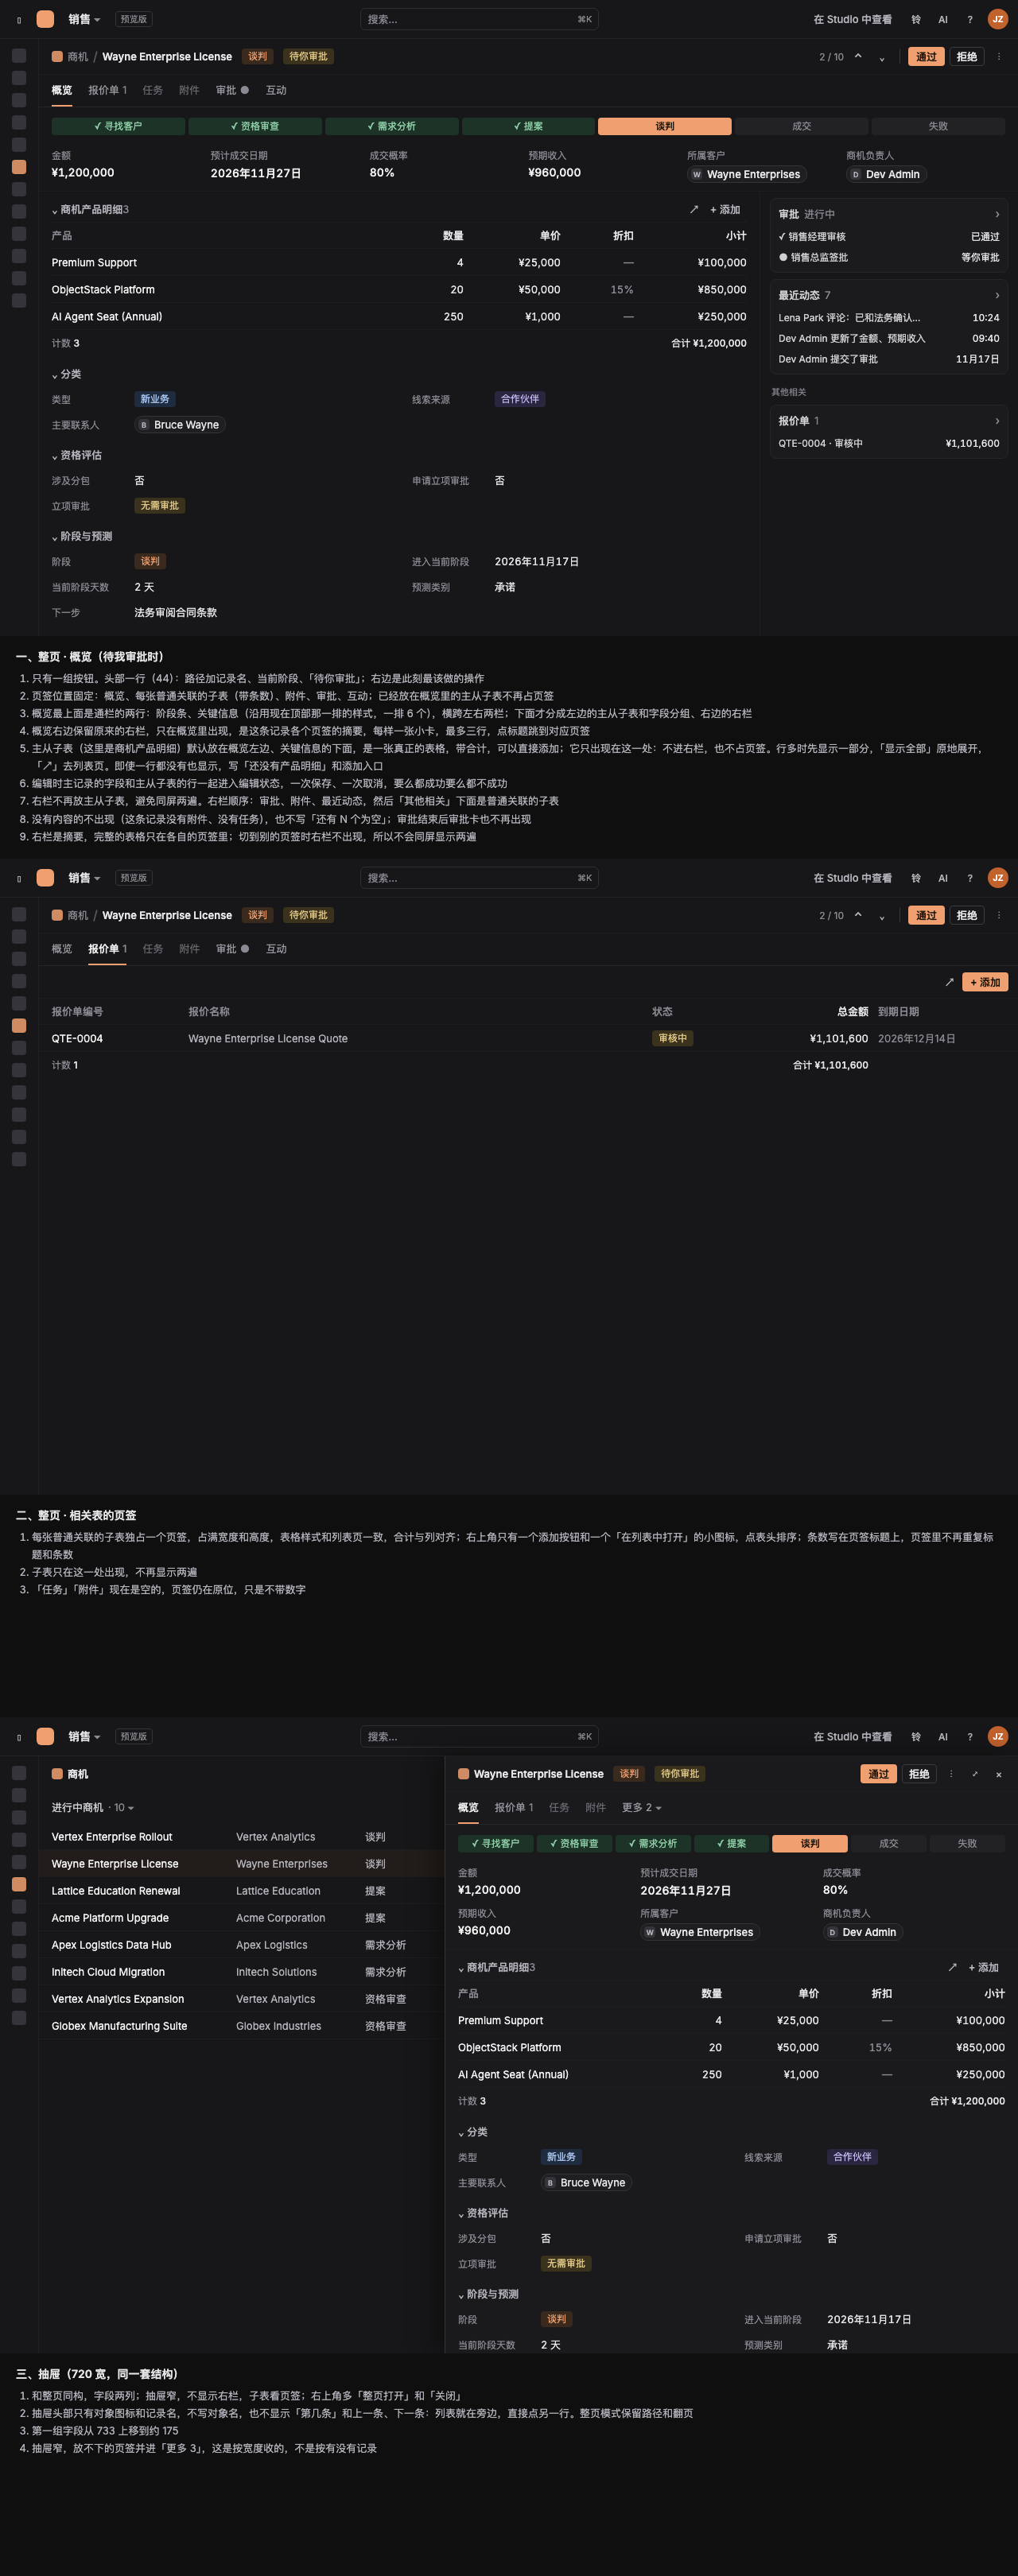 销售
预览版
搜索...
⌘K
在 Studio 中查看
铃
AI
?
JZ
商机 / Wayne Enterprise License 谈判 待你审批
2 / 10
通过 拒绝
概览 报价单 1 任务 附件 审批 互动
✓ 寻找客户 ✓ 资格审查 ✓ 需求分析 ✓ 提案 谈判 成交 失败
金额 预计成交日期 成交概率 预期收入 所属客户 商机负责人
¥1,200,000 2026年11月27日 80% ¥960,000 W Wayne Enterprises D Dev Admin
商机产品明细3 ↗ + 添加
产品 数量 单价 折扣 小计
Premium Support 4 ¥25,000 — ¥100,000
ObjectStack Platform 20 ¥50,000 15% ¥850,000
AI Agent Seat (Annual) 250 ¥1,000 — ¥250,000
计数 3 合计 ¥1,200,000
分类
类型 新业务 线索来源 合作伙伴
主要联系人 B Bruce Wayne
资格评估
涉及分包 否 申请立项审批 否
立项审批 无需审批
阶段与预测
阶段 谈判 进入当前阶段 2026年11月17日
当前阶段天数 2 天 预测类别 承诺
下一步 法务审阅合同条款
审批 进行中 ›
✓ 销售经理审核 已通过
● 销售总监签批 等你审批
最近动态 7 ›
Lena Park 评论：已和法务确认... 10:24
Dev Admin 更新了金额、预期收入 09:40
Dev Admin 提交了审批 11月17日
其他相关
报价单 1 ›
QTE-0004 · 审核中 ¥1,101,600
一、整页 · 概览（待我审批时）
1. 只有一组按钮。头部一行（44）：路径加记录名、当前阶段、「待你审批」；右边是此刻最该做的操作
2. 页签位置固定：概览、每张普通关联的子表（带条数）、附件、审批、互动；已经放在概览里的主从子表不再占页签
3. 概览最上面是通栏的两行：阶段条、关键信息（沿用现在顶部那一排的样式，一排 6 个），横跨左右两栏；下面才分成左边的主从子表和字段分组、右边的右栏
4. 概览右边保留原来的右栏，只在概览里出现，是这条记录各个页签的摘要，每样一张小卡，最多三行，点标题跳到对应页签
5. 主从子表（这里是商机产品明细）默认放在概览左边、关键信息的下面，是一张真正的表格，带合计，可以直接添加；它只出现在这一处：不进右栏，也不占页签。行多时先显示一部分，「显示全部」原地展开，
「↗」去列表页。即使一行都没有也显示，写「还没有产品明细」和添加入口
6. 编辑时主记录的字段和主从子表的行一起进入编辑状态，一次保存、一次取消，要么都成功要么都不成功
7. 右栏不再放主从子表，避免同屏两遍。右栏顺序：审批、附件、最近动态，然后「其他相关」下面是普通关联的子表
8. 没有内容的不出现（这条记录没有附件、没有任务），也不写「还有 N 个为空」；审批结束后审批卡也不再出现
9. 右栏是摘要，完整的表格只在各自的页签里；切到别的页签时右栏不出现，所以不会同屏显示两遍
销售
预览版
搜索...
⌘K
在 Studio 中查看
铃
AI
?
JZ
商机 / Wayne Enterprise License 谈判 待你审批
2 / 10
通过 拒绝
概览 报价单 1 任务 附件 审批 互动
↗ + 添加
报价单编号 报价名称 状态 总金额 到期日期
QTE-0004 Wayne Enterprise License Quote 审核中 ¥1,101,600 2026年12月14日
计数 1 合计 ¥1,101,600
二、整页 · 相关表的页签
1. 每张普通关联的子表独占一个页签，占满宽度和高度，表格样式和列表页一致，合计与列对齐；右上角只有一个添加按钮和一个「在列表中打开」的小图标，点表头排序；条数写在页签标题上，页签里不再重复标
题和条数
2. 子表只在这一处出现，不再显示两遍
3. 「任务」「附件」现在是空的，页签仍在原位，只是不带数字
销售
预览版
搜索...
⌘K
在 Studio 中查看
铃
AI
?
JZ
商机
进行中商机 · 10
Vertex Enterprise Rollout Vertex Analytics 谈判
Wayne Enterprise License Wayne Enterprises 谈判
Lattice Education Renewal Lattice Education 提案
Acme Platform Upgrade Acme Corporation 提案
Apex Logistics Data Hub Apex Logistics 需求分析
Initech Cloud Migration Initech Solutions 需求分析
Vertex Analytics Expansion Vertex Analytics 资格审查
Globex Manufacturing Suite Globex Industries 资格审查
Wayne Enterprise License 谈判 待你审批
通过 拒绝
概览 报价单 1 任务 附件 更多 2
✓ 寻找客户 ✓ 资格审查 ✓ 需求分析 ✓ 提案 谈判 成交 失败
金额 预计成交日期 成交概率
¥1,200,000 2026年11月27日 80%
预期收入 所属客户 商机负责人
¥960,000 W Wayne Enterprises D Dev Admin
商机产品明细3 ↗ + 添加
产品 数量 单价 折扣 小计
Premium Support 4 ¥25,000 — ¥100,000
ObjectStack Platform 20 ¥50,000 15% ¥850,000
AI Agent Seat (Annual) 250 ¥1,000 — ¥250,000
计数 3 合计 ¥1,200,000
分类
类型 新业务 线索来源 合作伙伴
主要联系人 B Bruce Wayne
资格评估
涉及分包 否 申请立项审批 否
立项审批 无需审批
阶段与预测
阶段 谈判 进入当前阶段 2026年11月17日
当前阶段天数 2 天 预测类别 承诺
三、抽屉（720 宽，同一套结构）
1. 和整页同构，字段两列；抽屉窄，不显示右栏，子表看页签；右上角多「整页打开」和「关闭」
2. 抽屉头部只有对象图标和记录名，不写对象名，也不显示「第几条」和上一条、下一条：列表就在旁边，直接点另一行。整页模式保留路径和翻页
3. 第一组字段从 733 上移到约 175
4. 抽屉窄，放不下的页签并进「更多 3」，这是按宽度收的，不是按有没有记录